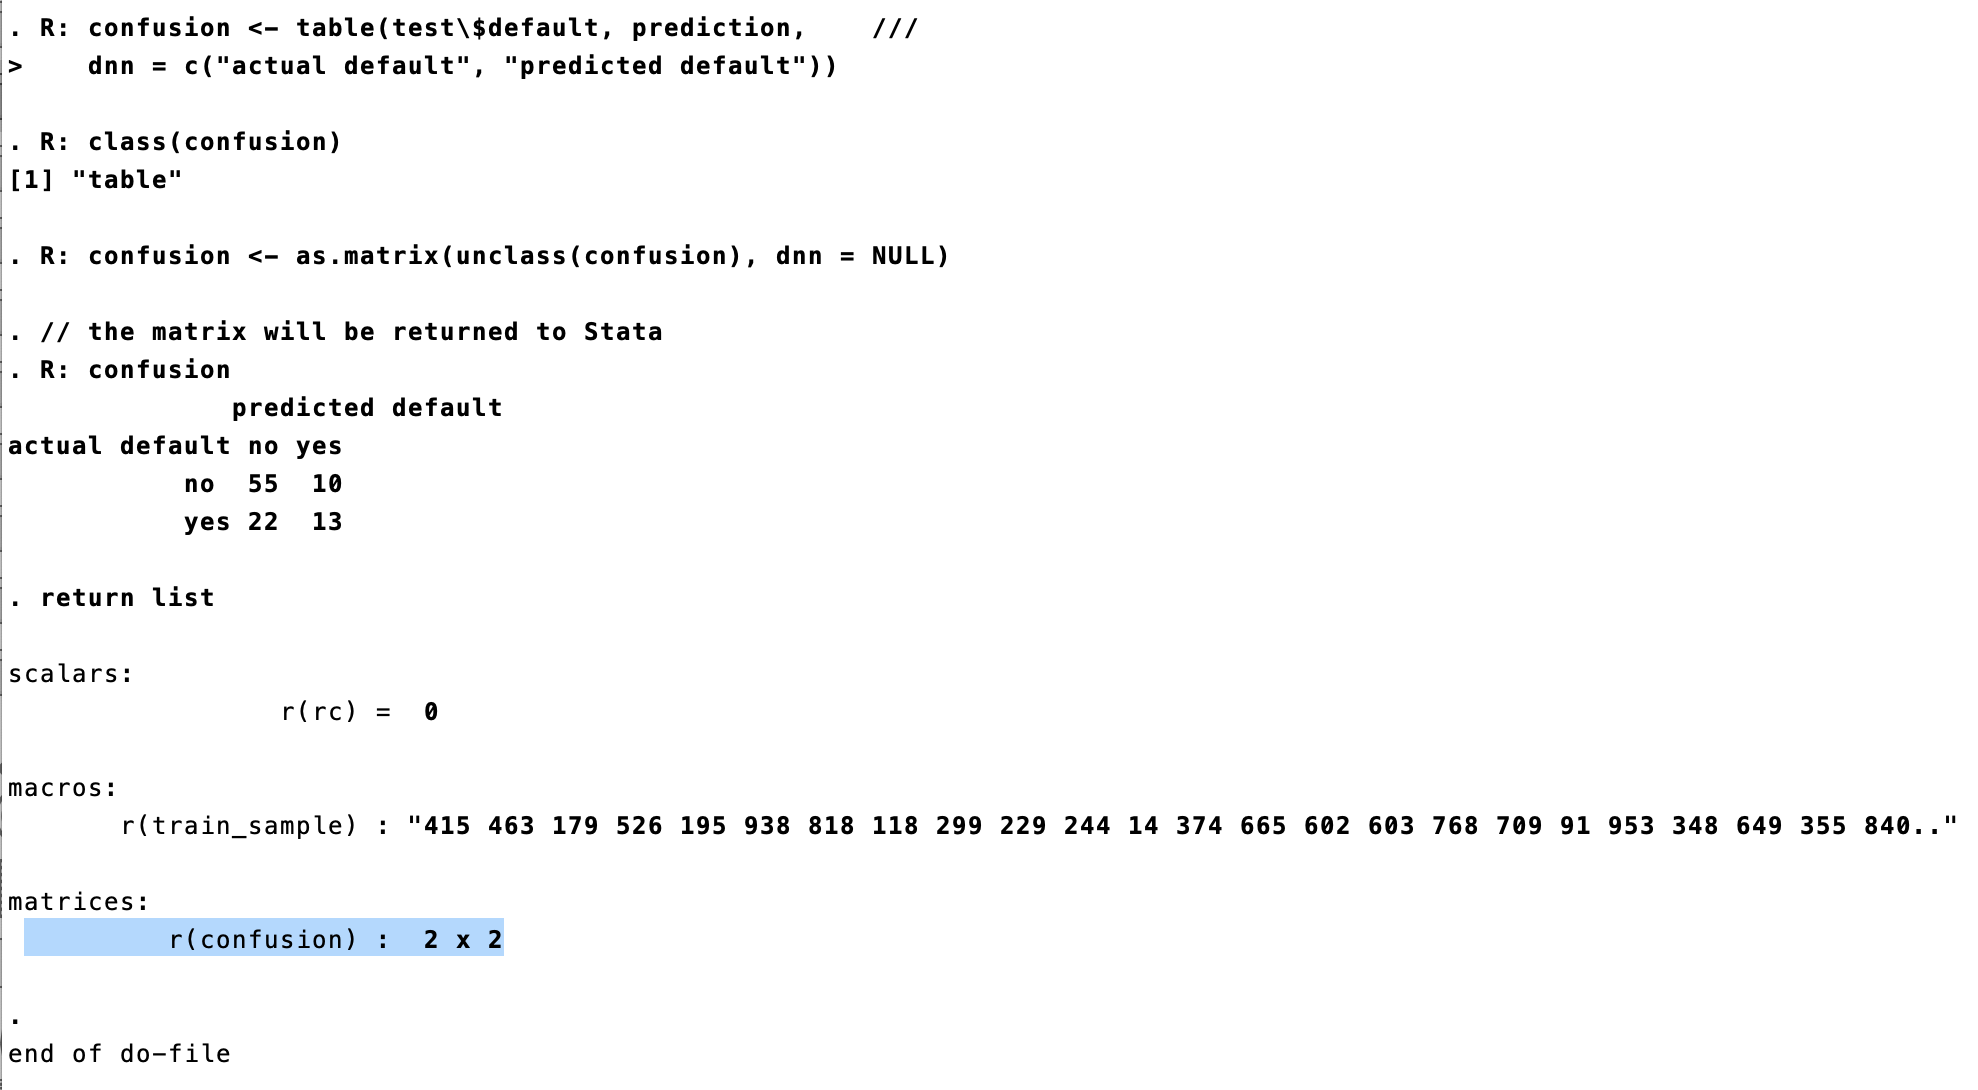 . R: confusion <- table(test\$default, prediction,    ///
>    dnn = c("actual default", "predicted default"))
. R: class(confusion)
[1] "table"
. R: confusion <- as.matrix(unclass(confusion), dnn = NULL)
. // the matrix will be returned to Stata
. R: confusion
              predicted default
actual default no yes
           no  55  10
           yes 22  13
. return list
scalars:
                 r(rc) =  0
macros:
       r(train_sample) : "415 463 179 526 195 938 818 118 299 229 244 14 374 665 602 603 768 709 91 953 348 649 355 840.."
matrices:
          r(confusion) :  2 x 2
.
end of do-file